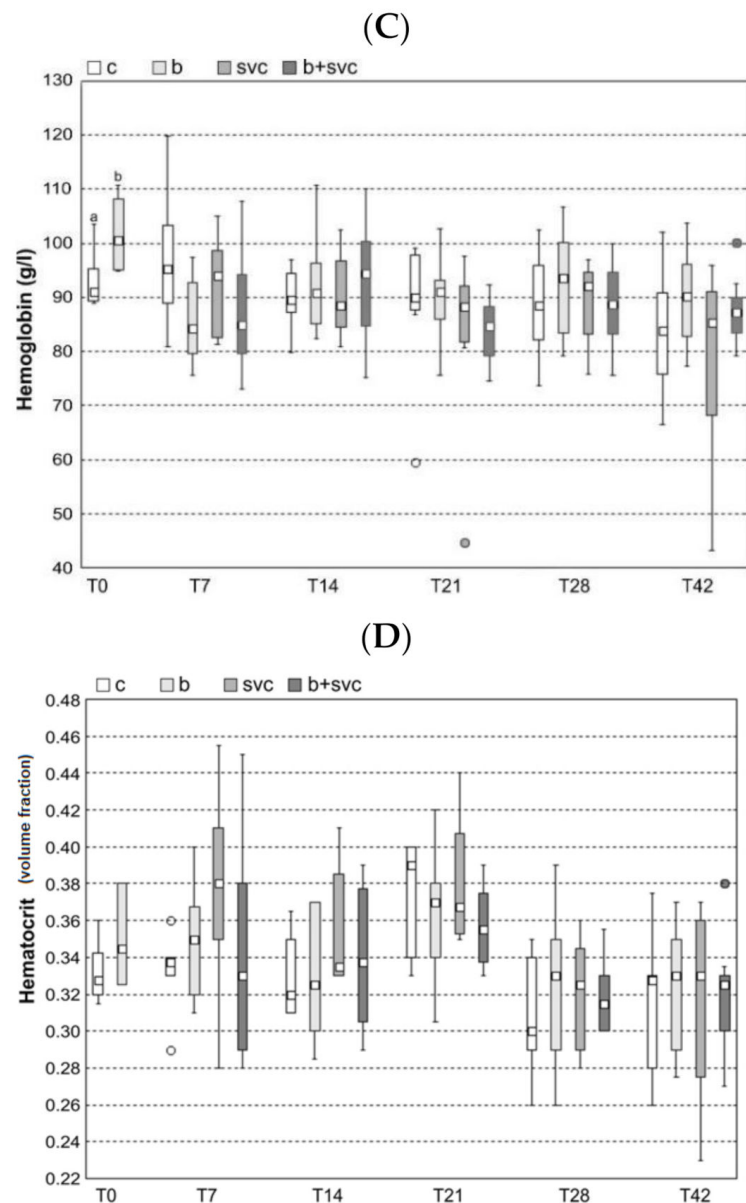 (C)
c b svc b+svc
130
120
110
100
90
80
70
60
50
40
Hemoglobin (g/l)
a
b
T0 T7 T14 T21 T28 T42
(D)
c b svc b+svc
0.48
0.46
0.44
0.42
0.40
0.38
0.36
0.34
0.32
0.30
0.28
0.26
0.24
0.22
Hematocrit (volume fraction)
T0 T7 T14 T21 T28 T42